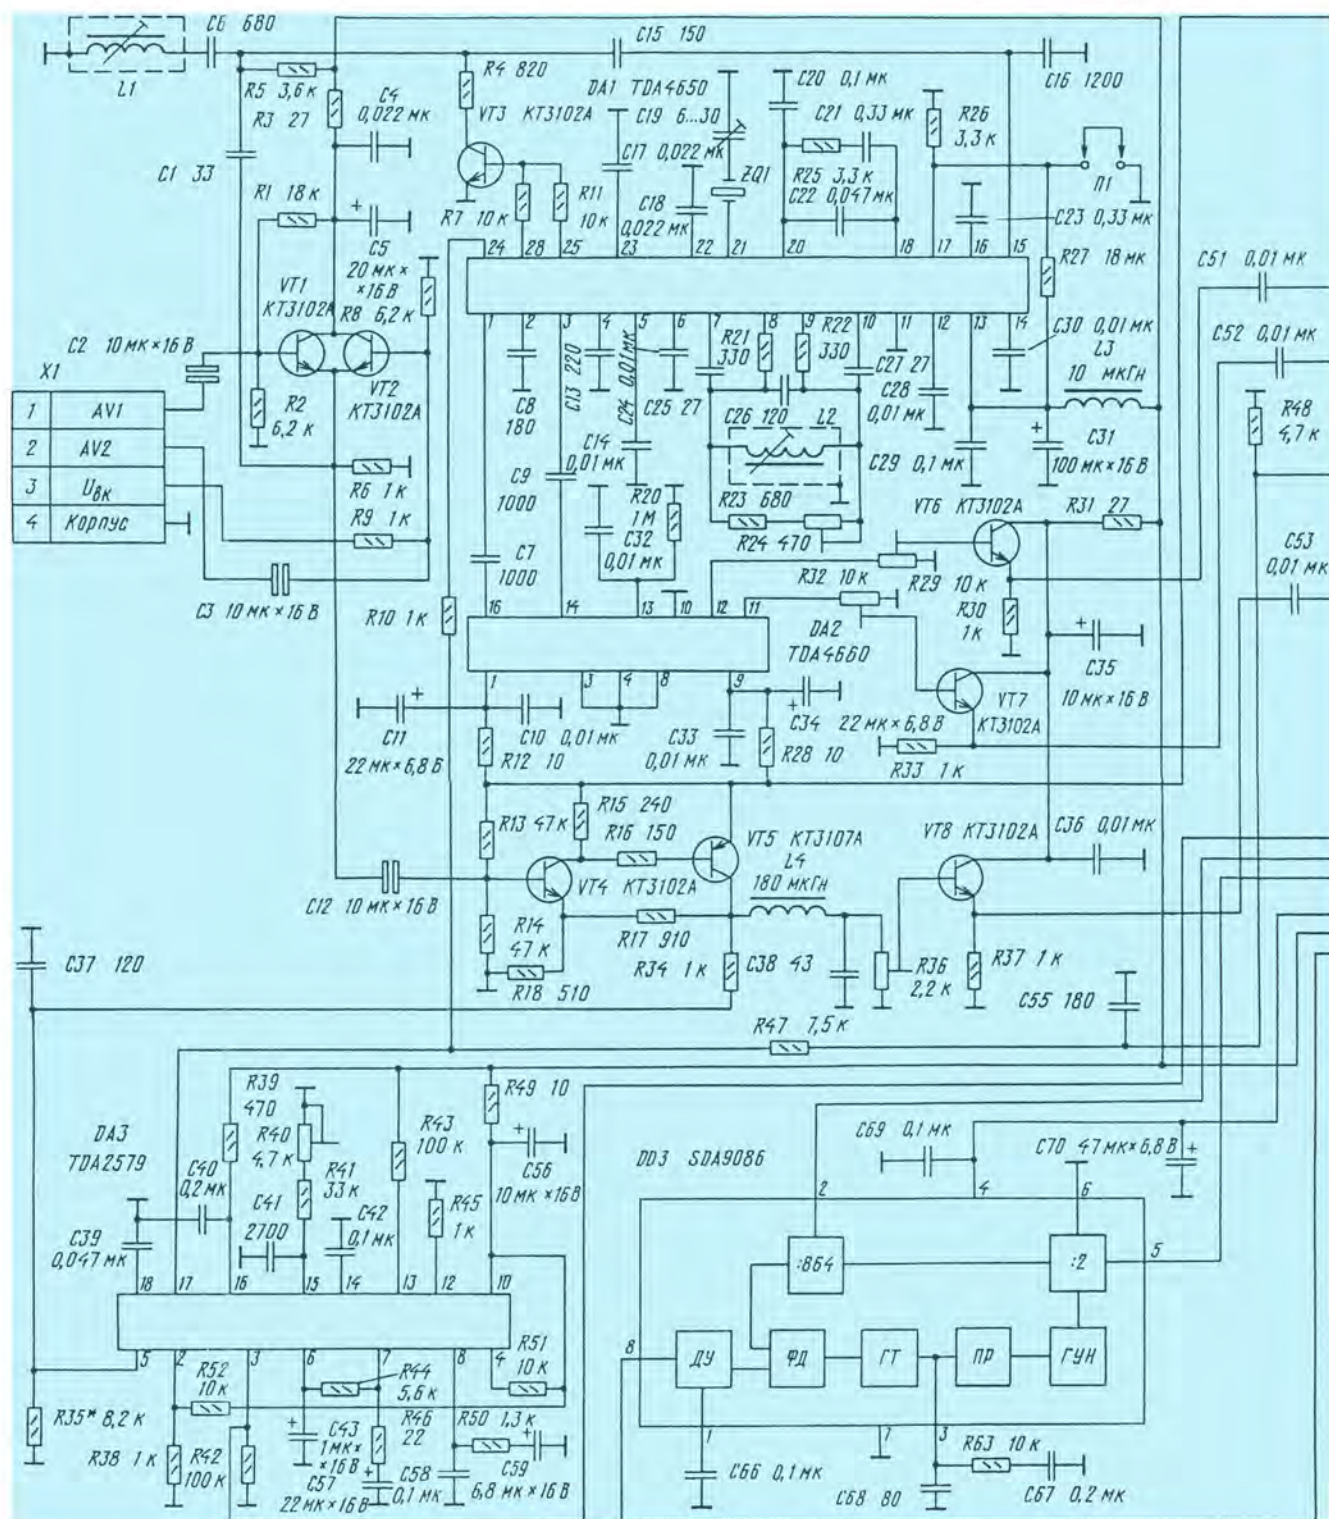 C6 680
C15 150
L1
R5 3,6 к
R3 27
C4
0,022 мк
R4 820
VT3 КТ3102А
DA1 TDA4650
C19 6...30
C20 0,1 мк
C21 0,33 мк
R26
3,3 к
C16 1200
C1 33
R1 18 к
C5
20 мк×
×16 В
R7 10 к
R11
10 к
C17 0,022 мк
C18
0,022 мк
ZQ1
R25 3,3 к
C22 0,047 мк
П1
C23 0,33 мк
R27 18 мк
24 28 25 23 22 21 20 18 17 16 15
C51 0,01 мк
VT1
КТ3102А
R8 6,2 к
1 2 3 4 5 6 7 8 9 10 11 12 13 14
C52 0,01 мк
C2 10 мк×16 В
VT2
КТ3102А
R2
6,2 к
C8
180
C13 220
C24 0,01 мк
C25 27
R21
330
R22
330
C27 27
C28
0,01 мк
C30 0,01 мк
L3
10 мкГн
R48
4,7 к
X1
1 AV1
2 AV2
3 Uвк
4 Корпус
R6 1 к
R9 1 к
C3 10 мк×16 В
C9
1000
C14
0,01 мк
C26 120
L2
C29 0,1 мк
C31
100 мк×16 В
C7
1000
R20
1 М
C32
0,01 мк
R23 680
R24 470
VT6 КТ3102А
R31 27
C53
0,01 мк
R10 1 к
R32 10 к
R29 10 к
R30
1 к
16 14 13 10 12 11
DA2
TDA4660
1 3 4 8 9
C35
10 мк×16 В
VT7
КТ3102А
C11
22 мк×6,8 В
C10 0,01 мк
R12 10
C33
0,01 мк
C34 22 мк×6,8 В
R28 10
R33 1 к
R13 47 к
R15 240
R16 150
VT5 КТ3107А
L4
180 мкГн
VT8 КТ3102А
C36 0,01 мк
VT4 КТ3102А
C12 10 мк×16 В
R14
47 к
R17 910
R18 510
R34 1 к
C38 43
R36
2,2 к
R37 1 к
C37 120
C55 180
R47 7,5 к
R39
470
R40
4,7 к
R43
100 к
R49 10
DA3
TDA2579
C40
0,2 мк
R41
33 к
C41
2700
C42
0,1 мк
R45
1 к
C56
10 мк×16 В
C39
0,047 мк
18 17 16 15 14 13 12 10
5 2 3 6 7 8 4
R52
10 к
R44
5,6 к
R51
10 к
R35* 8,2 к
R38 1 к
R42
100 к
C43
1 мк×
×16 В
C57
22 мк×16 В
R46
22
C58
0,1 мк
R50 1,3 к
C59
6,8 мк×16 В
DD3 SDA9086
C69 0,1 мк
C70 47 мк×6,8 В
2 4 6
:864
:2
5
8
ДУ
ФД
ГТ
ПР
ГУН
1 7 3
C66 0,1 мк
R63 10 к
C68 80
C67 0,2 мк